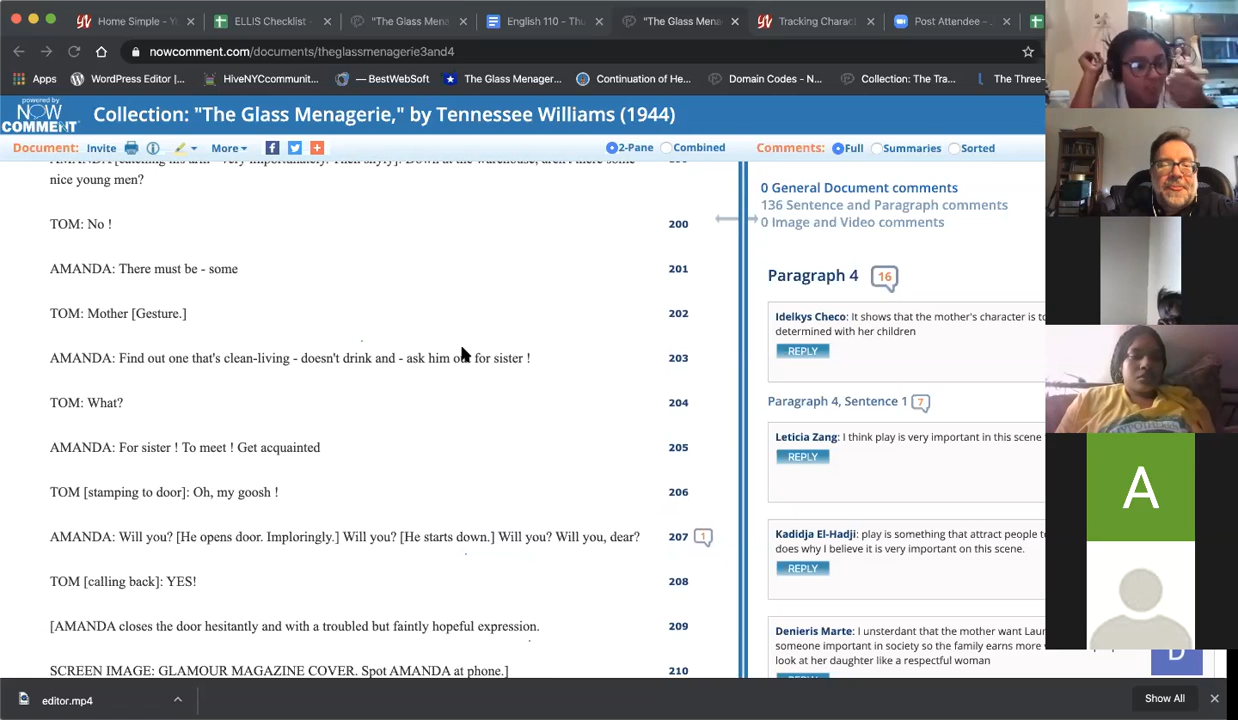 Home Simple - Y
ELLIS Checklist -
"The Glass Mena
English 110 - Thu
"The Glass Mena
Tracking Charac
Post Attendee -
nowcomment.com/documents/theglassmenagerie3and4
Apps
WordPress Editor |...
HiveNYCcommunit...
— BestWebSoft
The Glass Menager...
Continuation of He...
Domain Codes - N...
Collection: The Tra...
The Three-
powered by
NOW
COMMENT
Collection: "The Glass Menagerie," by Tennessee Williams (1944)
Document:
Invite
More
2-Pane
Combined
Comments:
Full
Summaries
Sorted
nice young men?
TOM: No !
200
AMANDA: There must be - some
201
TOM: Mother [Gesture.]
202
AMANDA: Find out one that's clean-living - doesn't drink and - ask him out for sister !
203
TOM: What?
204
AMANDA: For sister ! To meet ! Get acquainted
205
TOM [stamping to door]: Oh, my goosh !
206
AMANDA: Will you? [He opens door. Imploringly.] Will you? [He starts down.] Will you? Will you, dear?
207
1
TOM [calling back]: YES!
208
[AMANDA closes the door hesitantly and with a troubled but faintly hopeful expression.
209
SCREEN IMAGE: GLAMOUR MAGAZINE COVER. Spot AMANDA at phone.]
210
0 General Document comments
136 Sentence and Paragraph comments
0 Image and Video comments
Paragraph 4
16
Idelkys Checo: It shows that the mother's character is to
determined with her children
REPLY
Paragraph 4, Sentence 1
7
Leticia Zang: I think play is very important in this scene
REPLY
Kadidja El-Hadji: play is something that attract people to
does why I believe it is very important on this scene.
REPLY
Denieris Marte: I unsterdant that the mother want Laur
someone important in society so the family earns more
look at her daughter like a respectful woman
A
D
editor.mp4
Show All